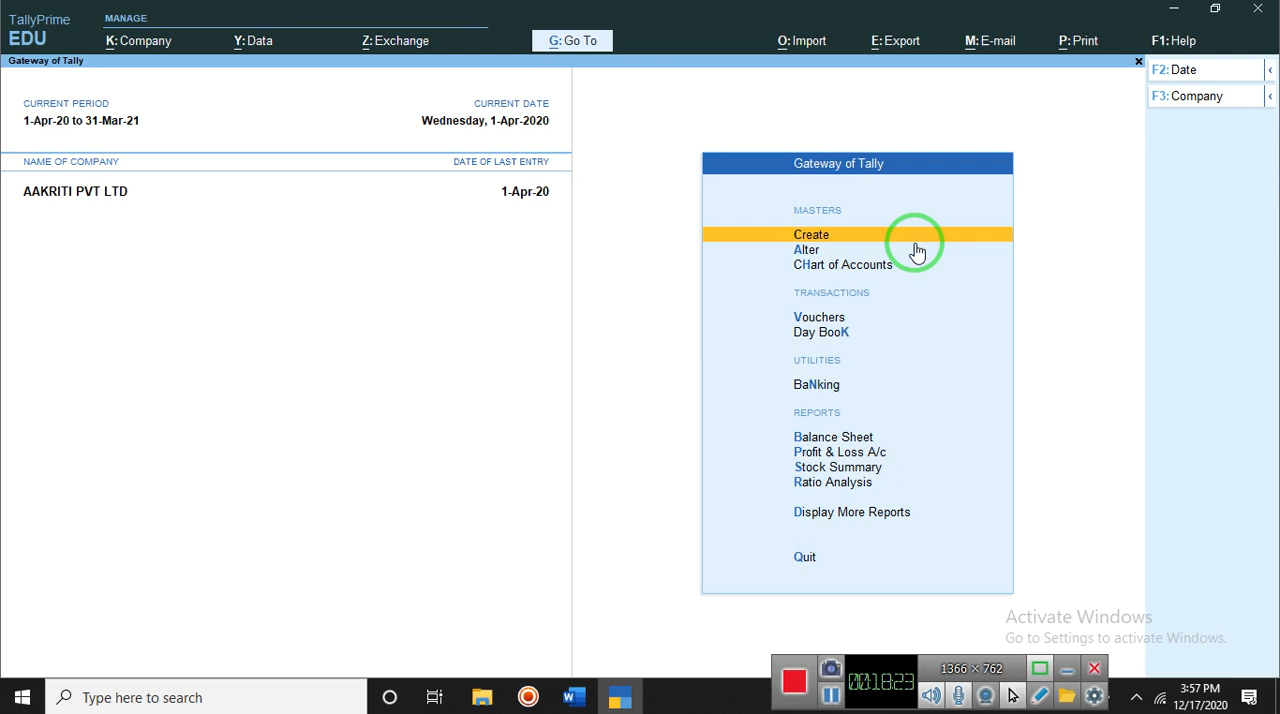 TallyPrime
EDU
MANAGE
K: Company
Y: Data
Z: Exchange
G: Go To
O: Import
E: Export
M: E-mail
P: Print
F1: Help
Gateway of Tally
F2: Date
F3: Company
CURRENT PERIOD
CURRENT DATE
1-Apr-20 to 31-Mar-21
Wednesday, 1-Apr-2020
NAME OF COMPANY
DATE OF LAST ENTRY
AAKRITI PVT LTD
1-Apr-20
Gateway of Tally
MASTERS
Create
Alter
CHart of Accounts
TRANSACTIONS
Vouchers
Day BooK
UTILITIES
BaNking
REPORTS
Balance Sheet
Profit & Loss A/c
Stock Summary
Ratio Analysis
Display More Reports
Quit
Activate Windows
Go to Settings to activate Windows.
1366 × 762
00:18:23
Type here to search
3:57 PM
12/17/2020